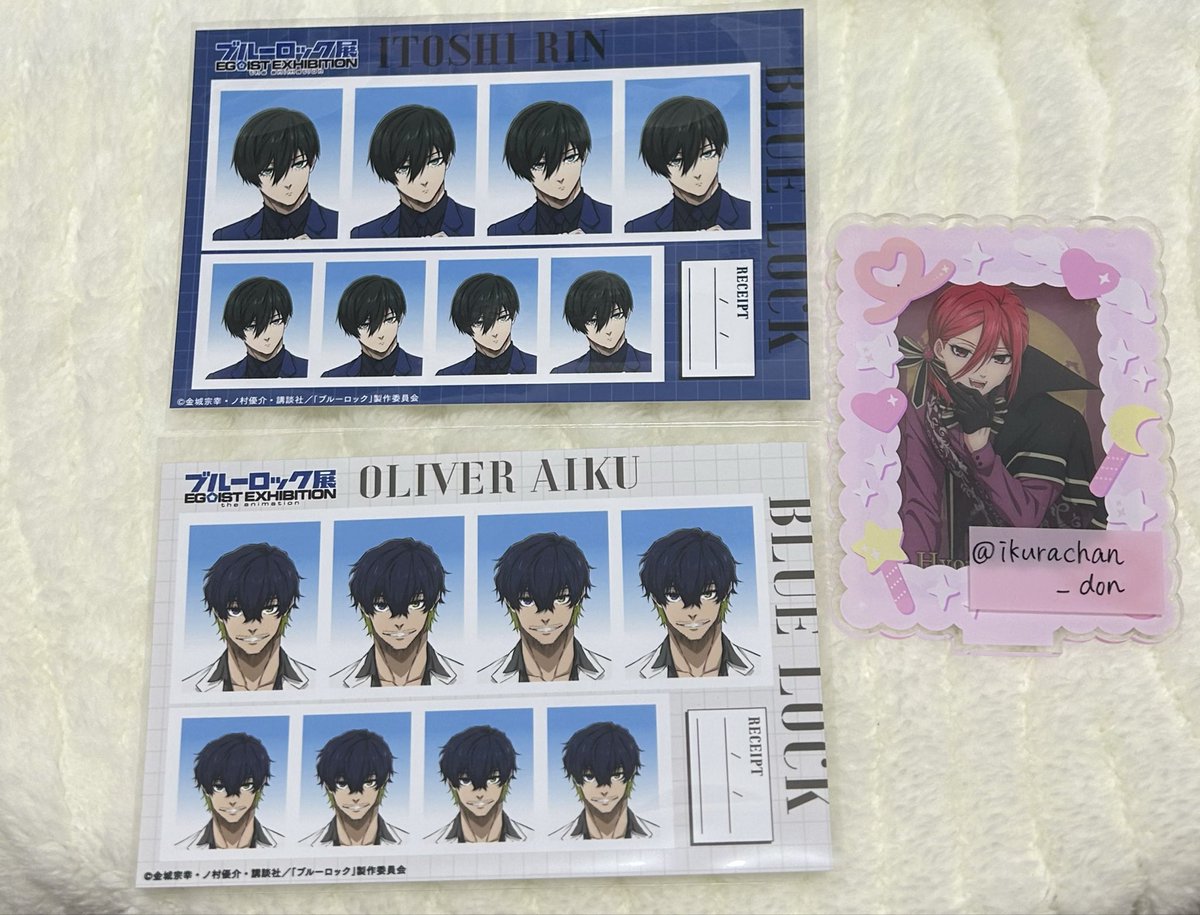 ブルーロック展
EGOIST EXHIBITION
the animation
ITOSHI RIN
BLUE LOCK
RECEIPT
©金城宗幸・ノ村優介・講談社／「ブルーロック」製作委員会
ブルーロック展
EGOIST EXHIBITION
the animation
OLIVER AIKU
BLUE LOCK
RECEIPT
©金城宗幸・ノ村優介・講談社／「ブルーロック」製作委員会
Hyo
@ikurachan
_don